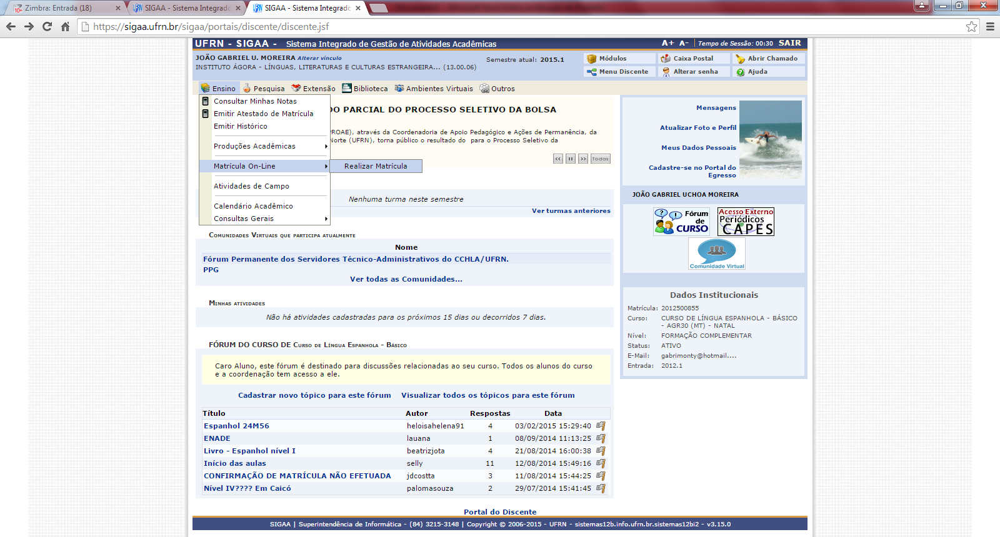 Zimbra: Entrada (18)
SIGAA - Sistema Integrado
SIGAA - Sistema Integrado
https://sigaa.ufrn.br/sigaa/portais/discente/discente.jsf
UFRN - SIGAA - Sistema Integrado de Gestão de Atividades Acadêmicas
A+ A- Tempo de Sessão: 00:30 SAIR
JOÃO GABRIEL U. MOREIRA Alterar vínculo
INSTITUTO ÁGORA - LÍNGUAS, LITERATURAS E CULTURAS ESTRANGEIRA... (13.00.06)
Semestre atual: 2015.1
Módulos Caixa Postal Abrir Chamado
Menu Discente Alterar senha Ajuda
Ensino Pesquisa Extensão Biblioteca Ambientes Virtuais Outros
Consultar Minhas Notas
Emitir Atestado de Matrícula
Emitir Histórico
Produções Acadêmicas
Matrícula On-Line
Realizar Matrícula
Atividades de Campo
Calendário Acadêmico
Consultas Gerais
DO PARCIAL DO PROCESSO SELETIVO DA BOLSA
PROAE), através da Coordenadoria de Apoio Pedagógico e Ações de Permanência, da
Norte (UFRN), torna público o resultado do para o Processo Seletivo da
<< >> Todas
Nenhuma turma neste semestre
Ver turmas anteriores
Comunidades Virtuais que participa atualmente
Nome
Fórum Permanente dos Servidores Técnico-Administrativos do CCHLA/UFRN.
PPG
Ver todas as Comunidades...
Minhas atividades
Não há atividades cadastradas para os próximos 15 dias ou decorridos 7 dias.
FÓRUM DO CURSO DE Curso de Língua Espanhola - Básico
Caro Aluno, este fórum é destinado para discussões relacionadas ao seu curso. Todos os alunos do curso
e a coordenação tem acesso a ele.
Cadastrar novo tópico para este fórum Visualizar todos os tópicos para este fórum
Título Autor Respostas Data
Espanhol 24M56 heloisahelena91 4 03/02/2015 15:29:40
ENADE lauana 1 08/09/2014 11:13:25
Livro - Espanhol nível I beatrizjota 4 21/08/2014 16:00:38
Início das aulas selly 11 12/08/2014 15:49:16
CONFIRMAÇÃO DE MATRÍCULA NÃO EFETUADA jdcostta 3 11/08/2014 15:44:25
Nível IV???? Em Caicó palomasouza 2 29/07/2014 15:41:45
Mensagens
Atualizar Foto e Perfil
Meus Dados Pessoais
Cadastre-se no Portal do
Egresso
JOÃO GABRIEL UCHOA MOREIRA
Fórum
de
CURSO
Acesso Externo
Periódicos
CAPES
Comunidade Virtual
Dados Institucionais
Matrícula: 2012500855
Curso: CURSO DE LÍNGUA ESPANHOLA - BÁSICO
- AGR30 (MT) - NATAL
Nível: FORMAÇÃO COMPLEMENTAR
Status: ATIVO
E-Mail: gabrimonty@hotmail....
Entrada: 2012.1
Portal do Discente
SIGAA | Superintendência de Informática - (84) 3215-3148 | Copyright © 2006-2015 - UFRN - sistemas12b.info.ufrn.br.sistemas12bi2 - v3.15.0